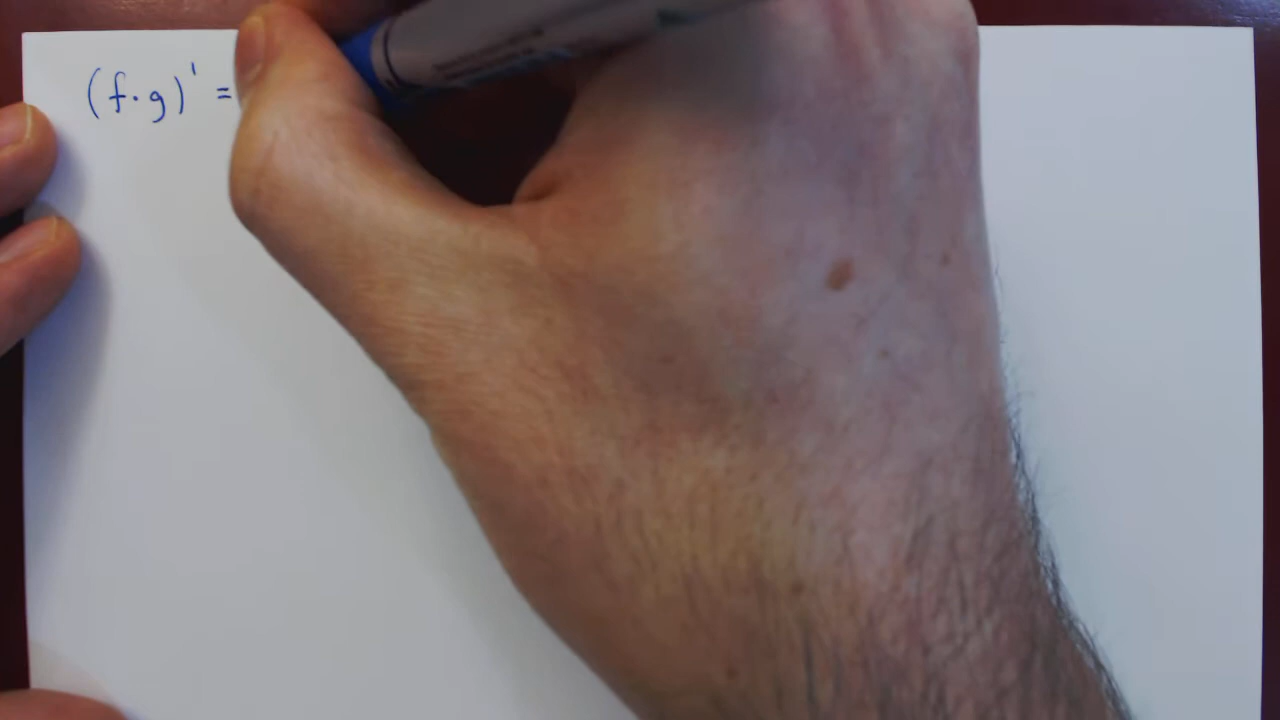 (f·g)' =